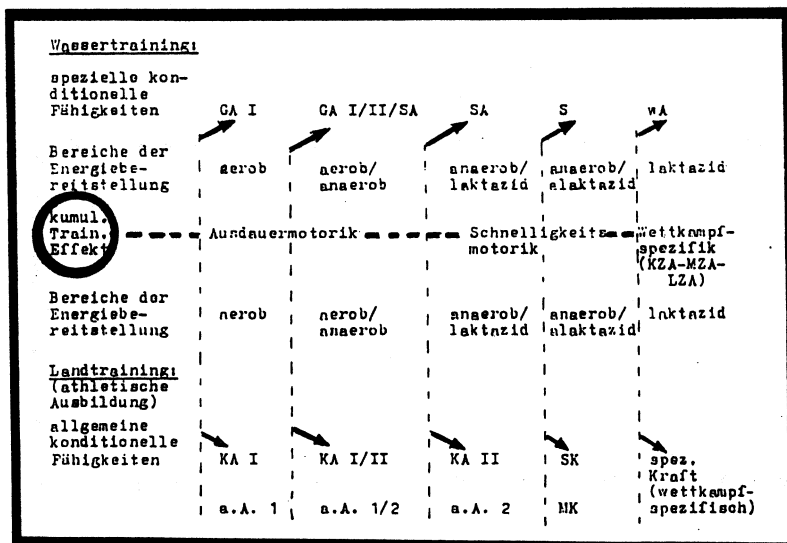 Wassertraining:
spezielle kon-
ditionelle
Fähigkeiten GA I GA I/II/SA SA S wA
Bereiche der
Energiebe-
reitstellung
aerob aerob/
anaerob anaerob/
laktazid anaerob/
alaktazid laktazid
kumul.
Train.
Effekt
Ausdauermotorik Schnelligkeits-
motorik
Wettkampf-
spezifik
(KZA-MZA-
LZA)
Bereiche der
Energiebe-
reitstellung
aerob aerob/
anaerob anaerob/
laktazid anaerob/
alaktazid laktazid
Landtraining:
(athletische
Ausbildung)
allgemeine
konditionelle
Fähigkeiten KA I KA I/II KA II SK spez.
Kraft
(wettkampf-
spezifisch)
a.A. 1 a.A. 1/2 a.A. 2 MK